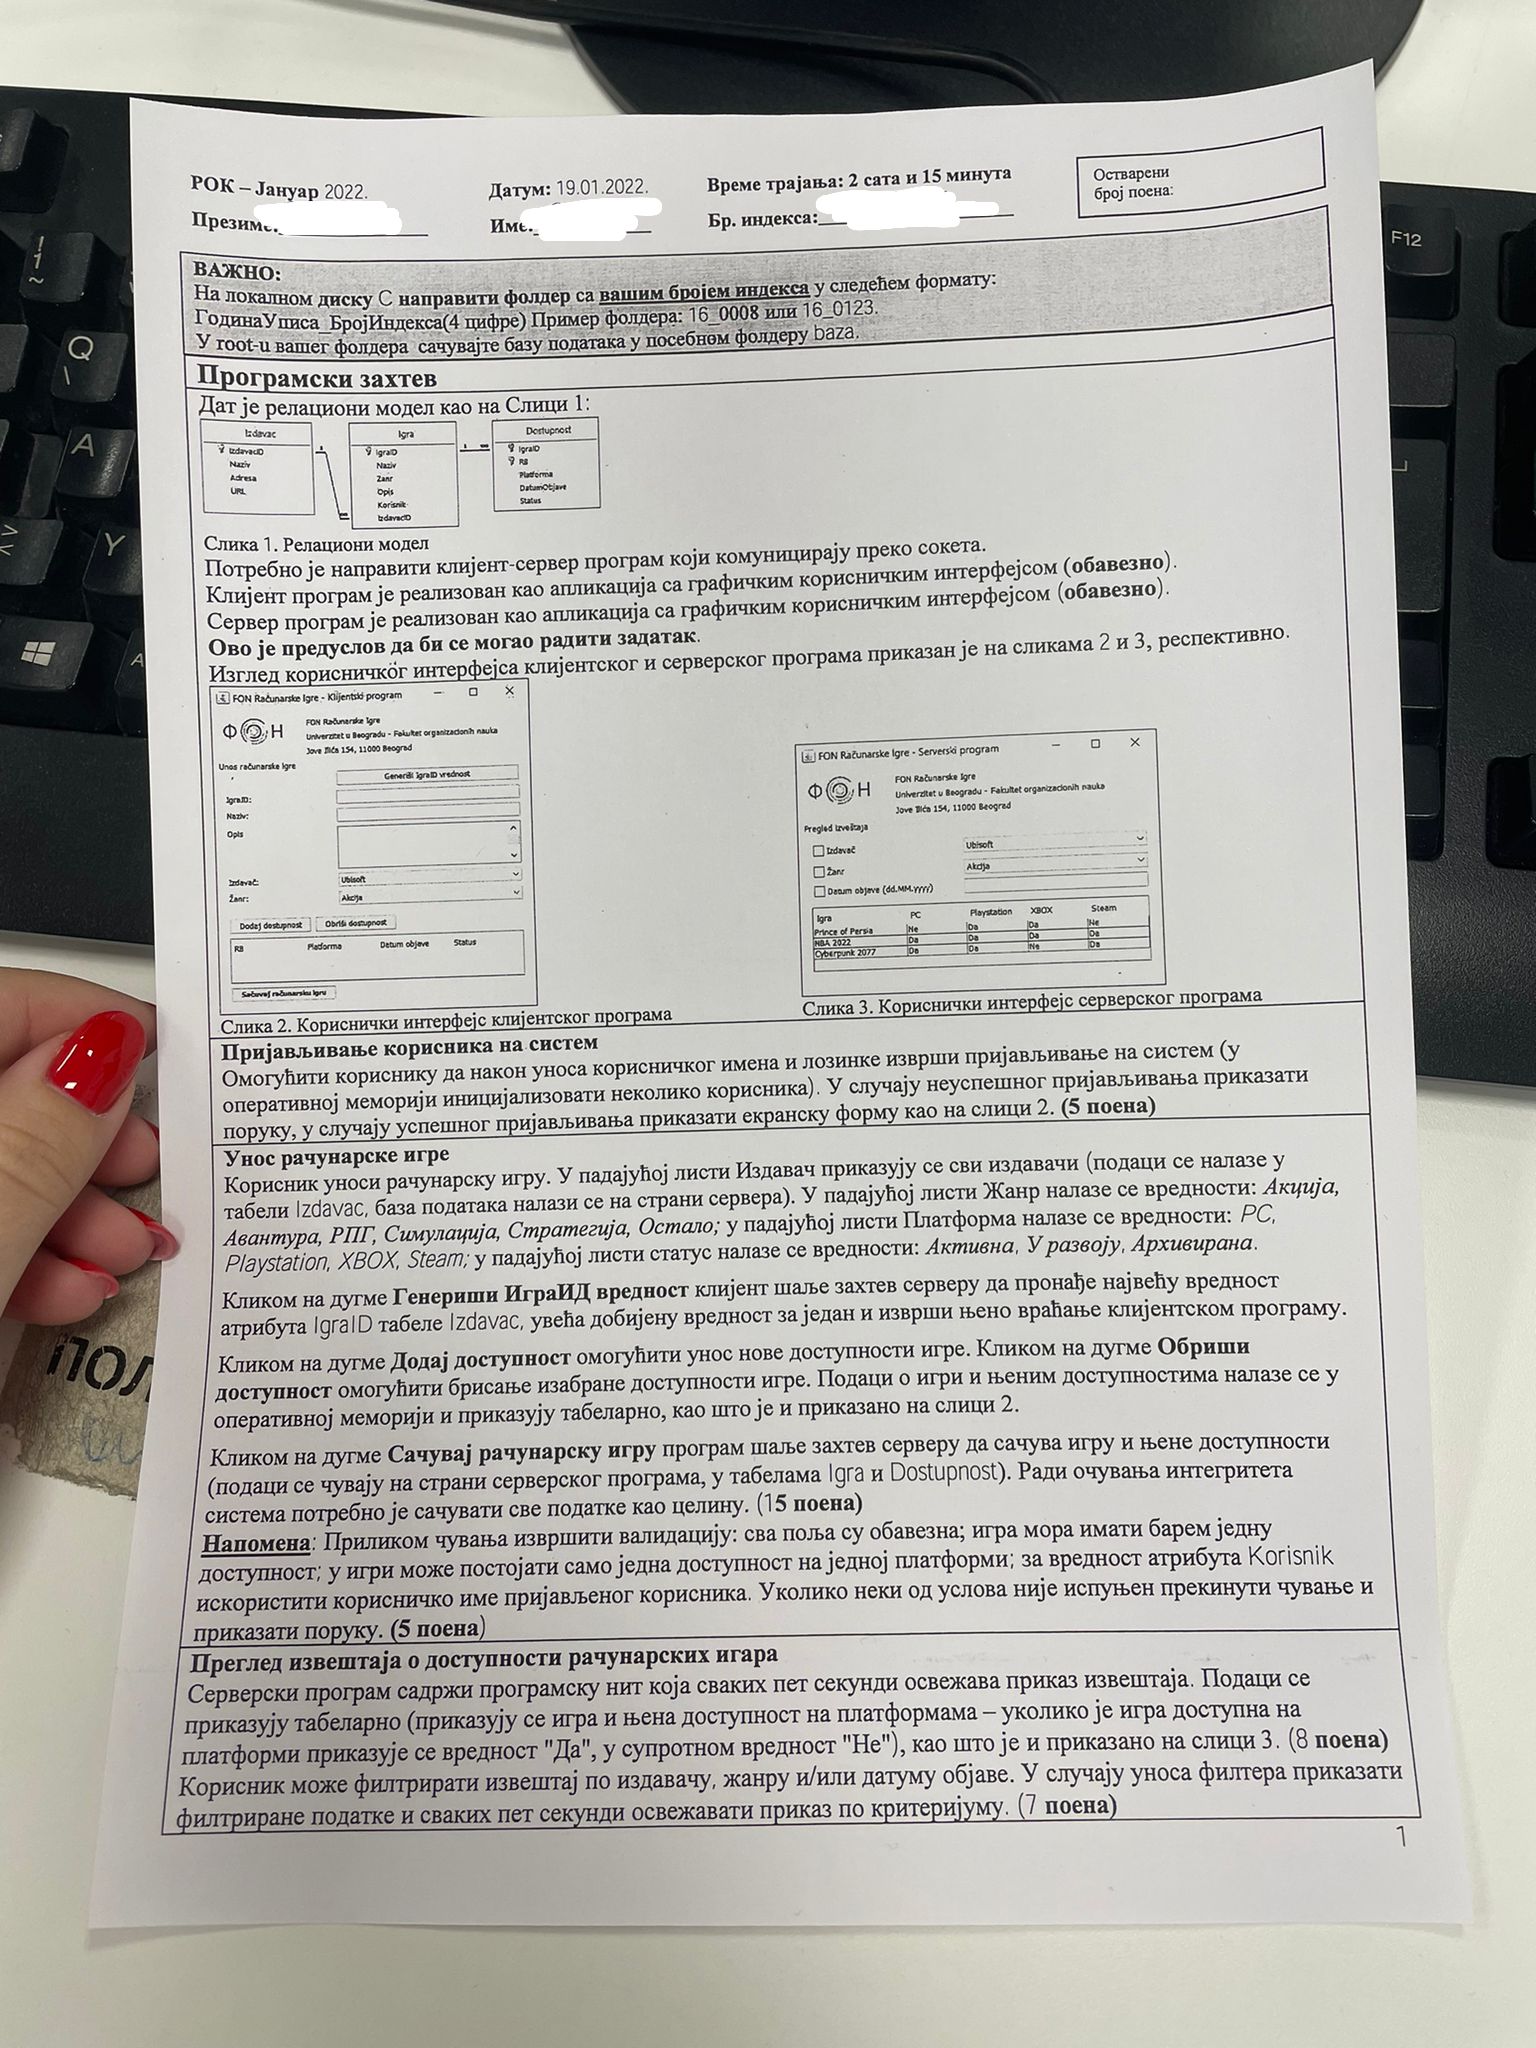 РОК – Јануар 2022. Датум: 19.01.2022. Време трајања: 2 сата и 15 минута
Остварени
број поена:
Презиме: Име: Бр. индекса:
ВАЖНО:
На локалном диску C направити фолдер са вашим бројем индекса у следећем формату:
ГодинаУписа_БројИндекса(4 цифре) Пример фолдера: 16_0008 или 16_0123.
У root-u вашег фолдера сачувајте базу података у посебном фолдеру baza.
Програмски захтев
Дат је релациони модел као на Слици 1:
Izdavac
IzdavacID
Naziv
Adresa
URL
Igra
IgraID
Naziv
Zanr
Opis
Korisnik
IzdavacID
Dostupnost
IgraID
RB
Platforma
DatumObjave
Status
Слика 1. Релациони модел
Потребно је направити клијент-сервер програм који комуницирају преко сокета.
Клијент програм је реализован као апликација са графичким корисничким интерфејсом (обавезно).
Сервер програм је реализован као апликација са графичким корисничким интерфејсом (обавезно).
Ово је предуслов да би се могао радити задатак.
Изглед корисничког интерфејса клијентског и серверског програма приказан је на сликама 2 и 3, респективно.
FON Računarske Igre - Klijentski program
Ф Н
FON Računarske Igre
Univerzitet u Beogradu - Fakultet organizacionih nauka
Jove Ilića 154, 11000 Beograd
Unos računarske igre
Generiši IgraID vrednost
IgraID:
Naziv:
Opis
Izdavač: Ubisoft
Žanr: Akcija
Dodaj dostupnost Obriši dostupnost
RB Platforma Datum objave Status
Sačuvaj računarsku igru
Слика 2. Кориснички интерфејс клијентског програма
FON Računarske Igre - Serverski program
Ф Н
FON Računarske Igre
Univerzitet u Beogradu - Fakultet organizacionih nauka
Jove Ilića 154, 11000 Beograd
Pregled izveštaja
Izdavač Ubisoft
Žanr Akcija
Datum objave (dd.MM.yyyy)
Igra PC Playstation XBOX Steam
Prince of Persia Ne Da Da Ne
NBA 2022 Da Da Da Da
Cyberpunk 2077 Da Da Ne Da
Слика 3. Кориснички интерфејс серверског програма
Пријављивање корисника на систем
Омогућити кориснику да након уноса корисничког имена и лозинке изврши пријављивање на систем (у
оперативној меморији иницијализовати неколико корисника). У случају неуспешног пријављивања приказати
поруку, у случају успешног пријављивања приказати екранску форму као на слици 2. (5 поена)
Унос рачунарске игре
Корисник уноси рачунарску игру. У падајућој листи Издавач приказују се сви издавачи (подаци се налазе у
табели Izdavac, база података налази се на страни сервера). У падајућој листи Жанр налазе се вредности: Акција,
Авантура, РПГ, Симулација, Стратегија, Остало; у падајућој листи Платформа налазе се вредности: PC,
Playstation, XBOX, Steam; у падајућој листи статус налазе се вредности: Активна, У развоју, Архивирана.
Кликом на дугме Генериши ИграИД вредност клијент шаље захтев серверу да пронађе највећу вредност
атрибута IgraID табеле Izdavac, увећа добијену вредност за један и изврши њено враћање клијентском програму.
Кликом на дугме Додај доступност омогућити унос нове доступности игре. Кликом на дугме Обриши
доступност омогућити брисање изабране доступности игре. Подаци о игри и њеним доступностима налазе се у
оперативној меморији и приказују табеларно, као што је и приказано на слици 2.
Кликом на дугме Сачувај рачунарску игру програм шаље захтев серверу да сачува игру и њене доступности
(подаци се чувају на страни серверског програма, у табелама Igra и Dostupnost). Ради очувања интегритета
система потребно је сачувати све податке као целину. (15 поена)
Напомена: Приликом чувања извршити валидацију: сва поља су обавезна; игра мора имати барем једну
доступност; у игри може постојати само једна доступност на једној платформи; за вредност атрибута Korisnik
искористити корисничко име пријављеног корисника. Уколико неки од услова није испуњен прекинути чување и
приказати поруку. (5 поена)
Преглед извештаја о доступности рачунарских игара
Серверски програм садржи програмску нит која сваких пет секунди освежава приказ извештаја. Подаци се
приказују табеларно (приказују се игра и њена доступност на платформама – уколико је игра доступна на
платформи приказује се вредност "Да", у супротном вредност "Не"), као што је и приказано на слици 3. (8 поена)
Корисник може филтрирати извештај по издавачу, жанру и/или датуму објаве. У случају уноса филтера приказати
филтриране податке и сваких пет секунди освежавати приказ по критеријуму. (7 поена)
1
F12
Q
A
Y
ПОЛ